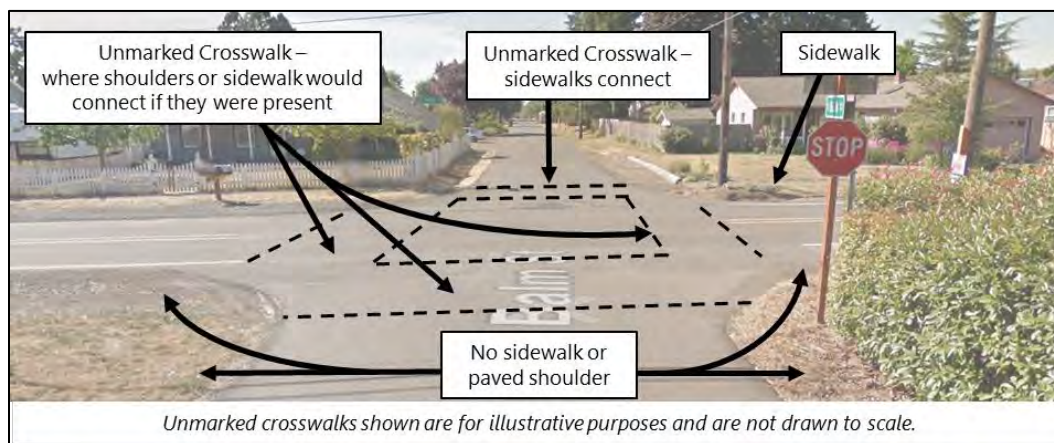 Unmarked Crosswalk –
where shoulders or sidewalk would
connect if they were present
Unmarked Crosswalk –
sidewalks connect
Sidewalk
STOP
No sidewalk or
paved shoulder
Unmarked crosswalks shown are for illustrative purposes and are not drawn to scale.